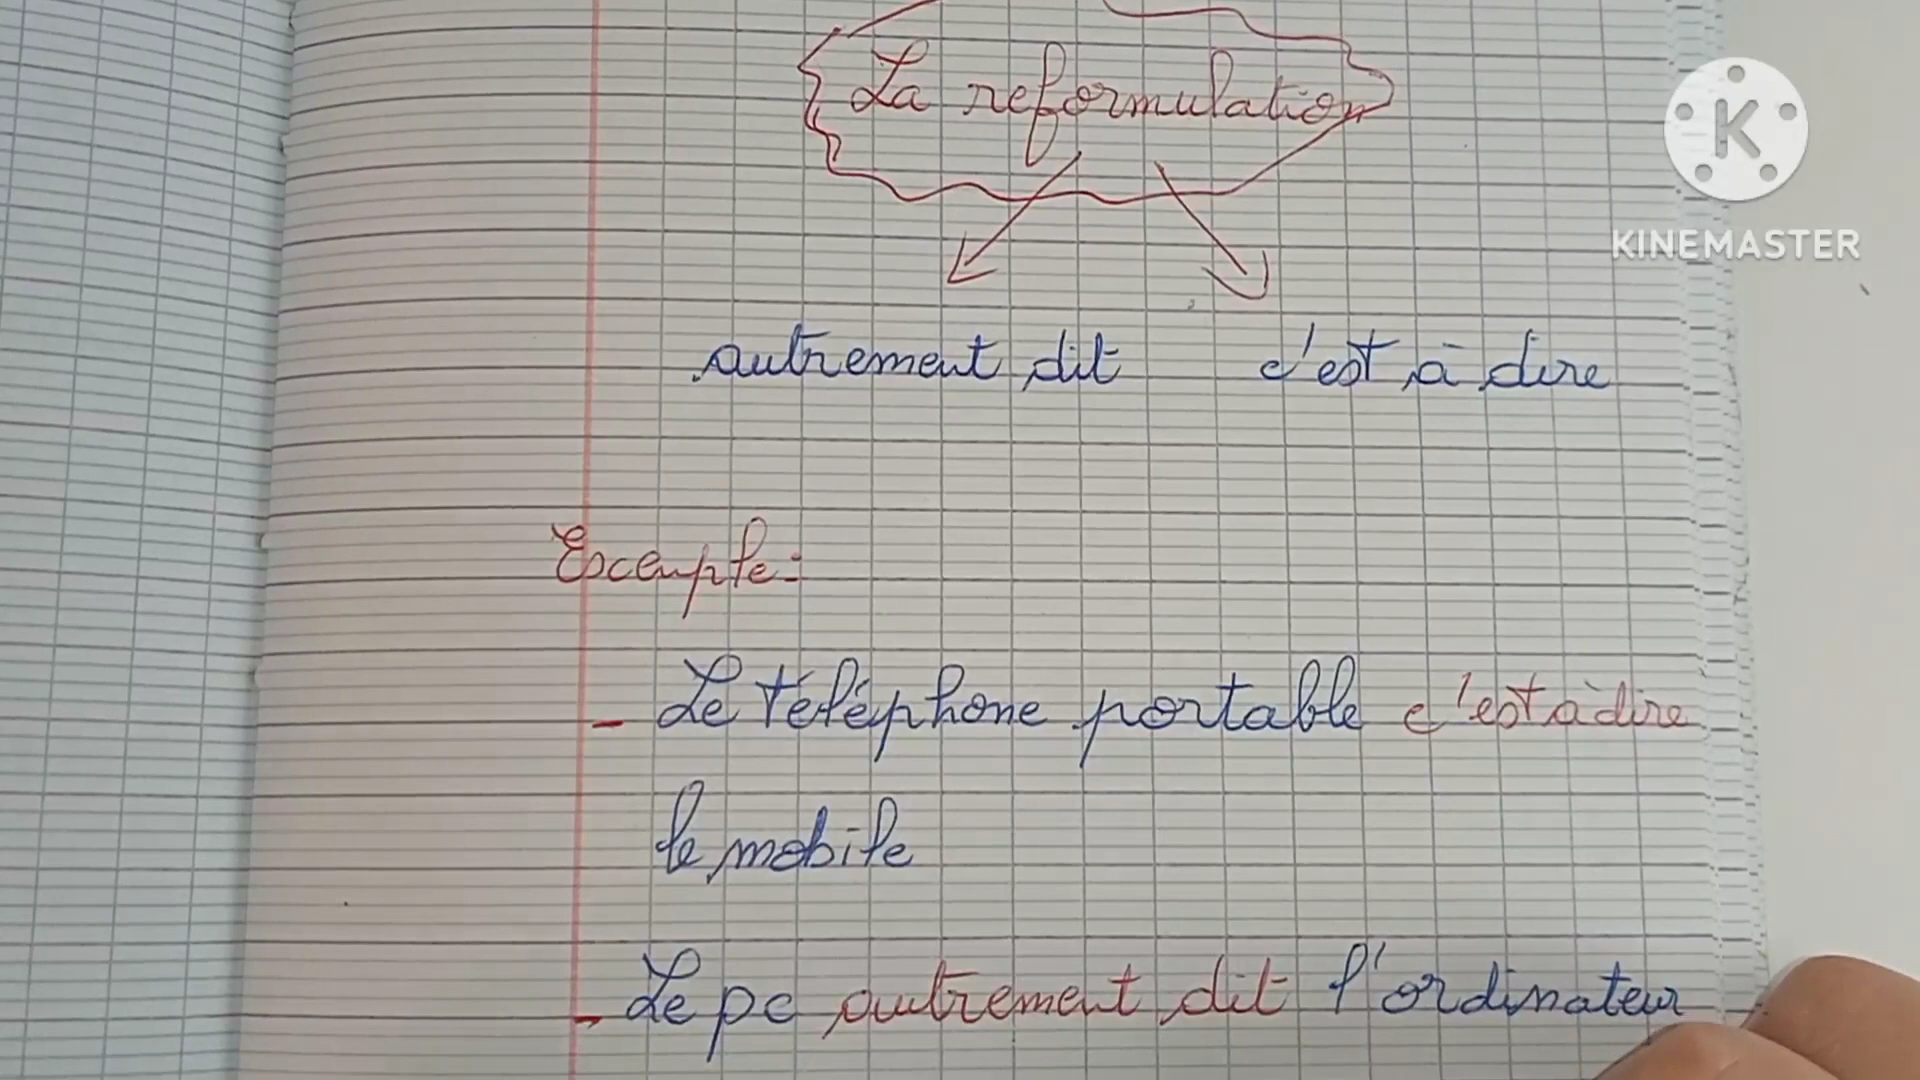 La reformulation
K
KINEMASTER
autrement dit c'est à dire
Exemple:
- Le téléphone portable c'est à dire
le mobile
- Le pc autrement dit l'ordinateur